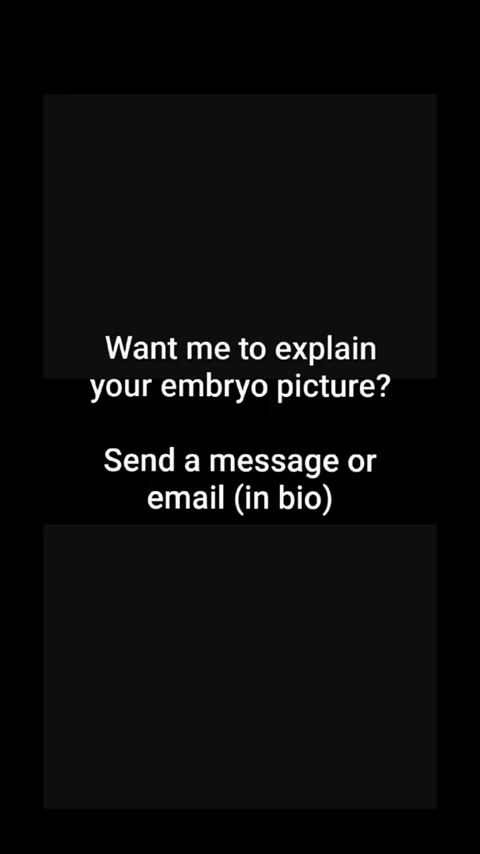 Want me to explain
your embryo picture?
Send a message or
email (in bio)